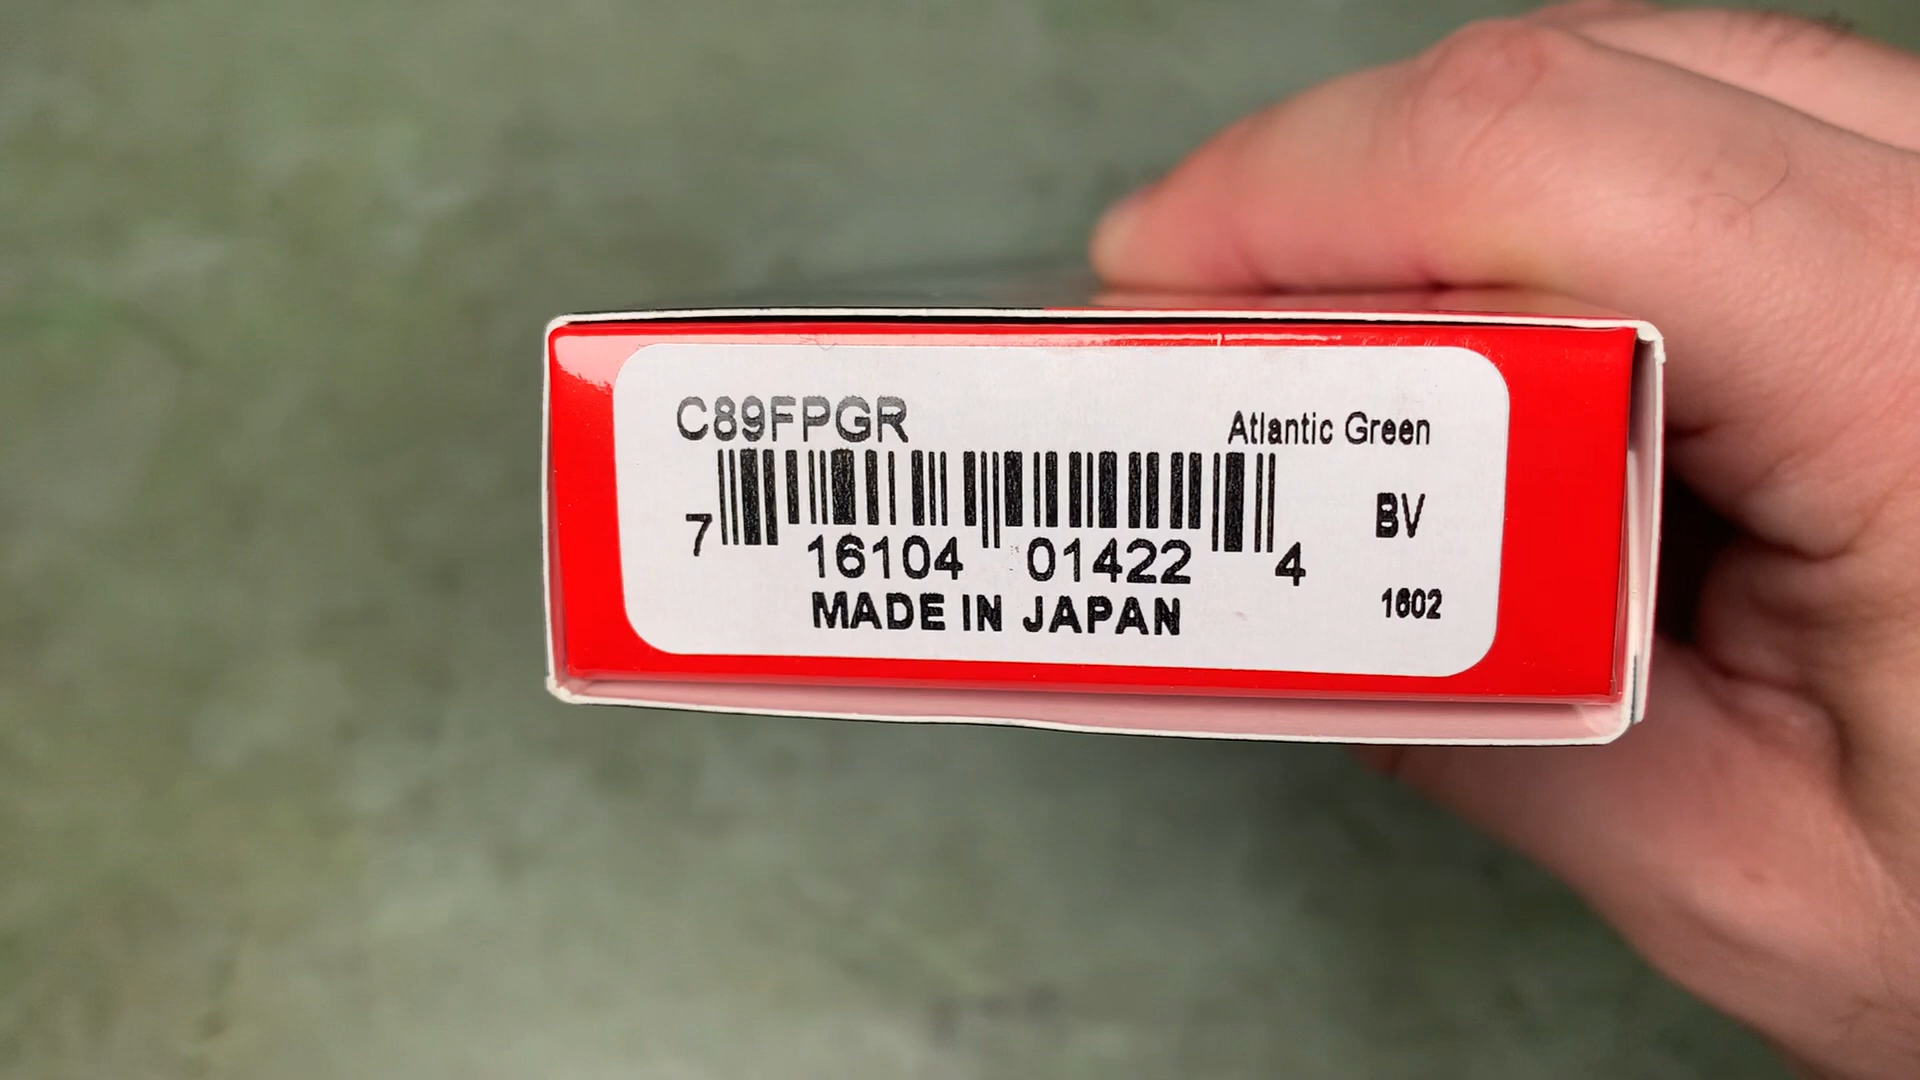 C89FPGR
Atlantic Green
7 16104 01422 4
BV
MADE IN JAPAN
1602